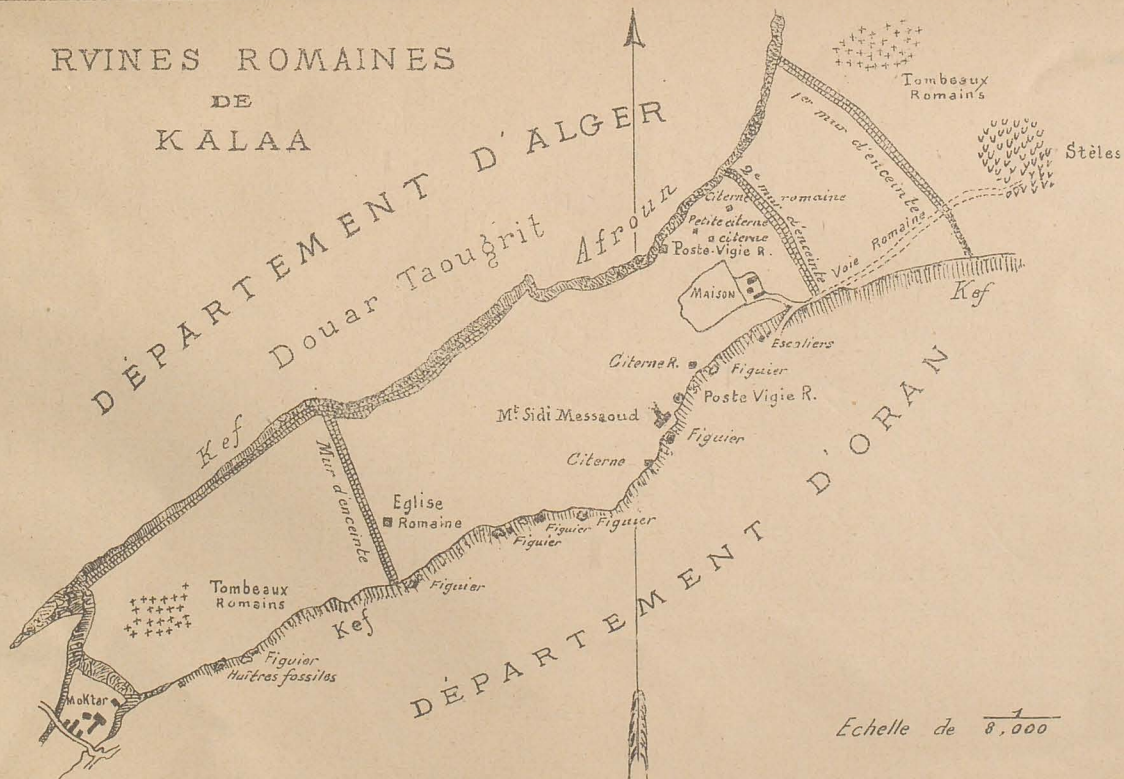 RVINES ROMAINES
DE
KALAA
DÉPARTEMENT D'ALGER
Douar Taougrit Afroun
Tombeaux
Romains
Stèles
1er mur d'enceinte
2e mur d'enceinte
Citerne romaine
Petite citerne
citerne
Poste-Vigie R.
Voie Romaine
MAISON
Kef
Escaliers
Citerne R.
Figuier
Poste Vigie R.
Mt. Sidi Messaoud
Figuier
Citerne
Kef
Mur d'enceinte
Eglise
Romaine
Figuier
Figuier
Figuier
Figuier
Tombeaux
Romains
Kef
Figuier
Huîtres fossiles
Moktar
DÉPARTEMENT D'ORAN
Echelle de 1/8,000